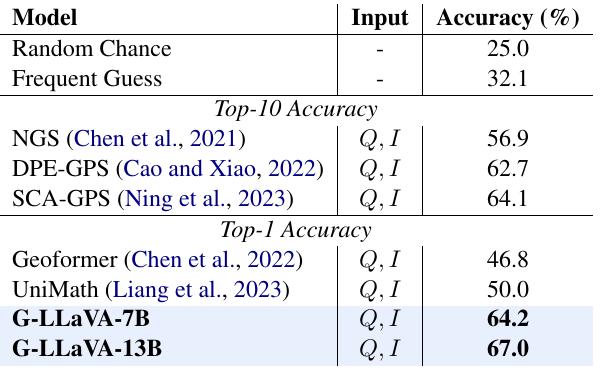 Model Input Accuracy (%)
Random Chance - 25.0
Frequent Guess - 32.1
Top-10 Accuracy
NGS (Chen et al., 2021) Q, I 56.9
DPE-GPS (Cao and Xiao, 2022) Q, I 62.7
SCA-GPS (Ning et al., 2023) Q, I 64.1
Top-1 Accuracy
Geoformer (Chen et al., 2022) Q, I 46.8
UniMath (Liang et al., 2023) Q, I 50.0
G-LLaVA-7B Q, I 64.2
G-LLaVA-13B Q, I 67.0